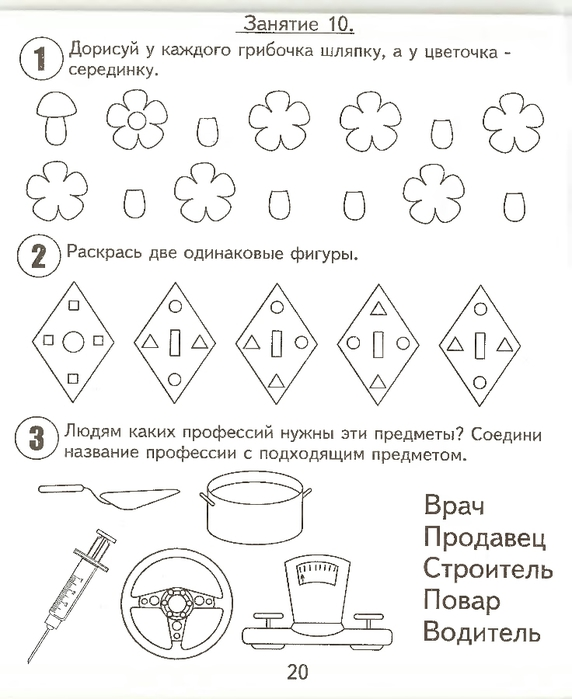 Занятие 10.
1 Дорисуй у каждого грибочка шляпку, а у цветочка -
серединку.
2 Раскрась две одинаковые фигуры.
3 Людям каких профессий нужны эти предметы? Соедини
название профессии с подходящим предметом.
Врач
Продавец
Строитель
Повар
Водитель
20